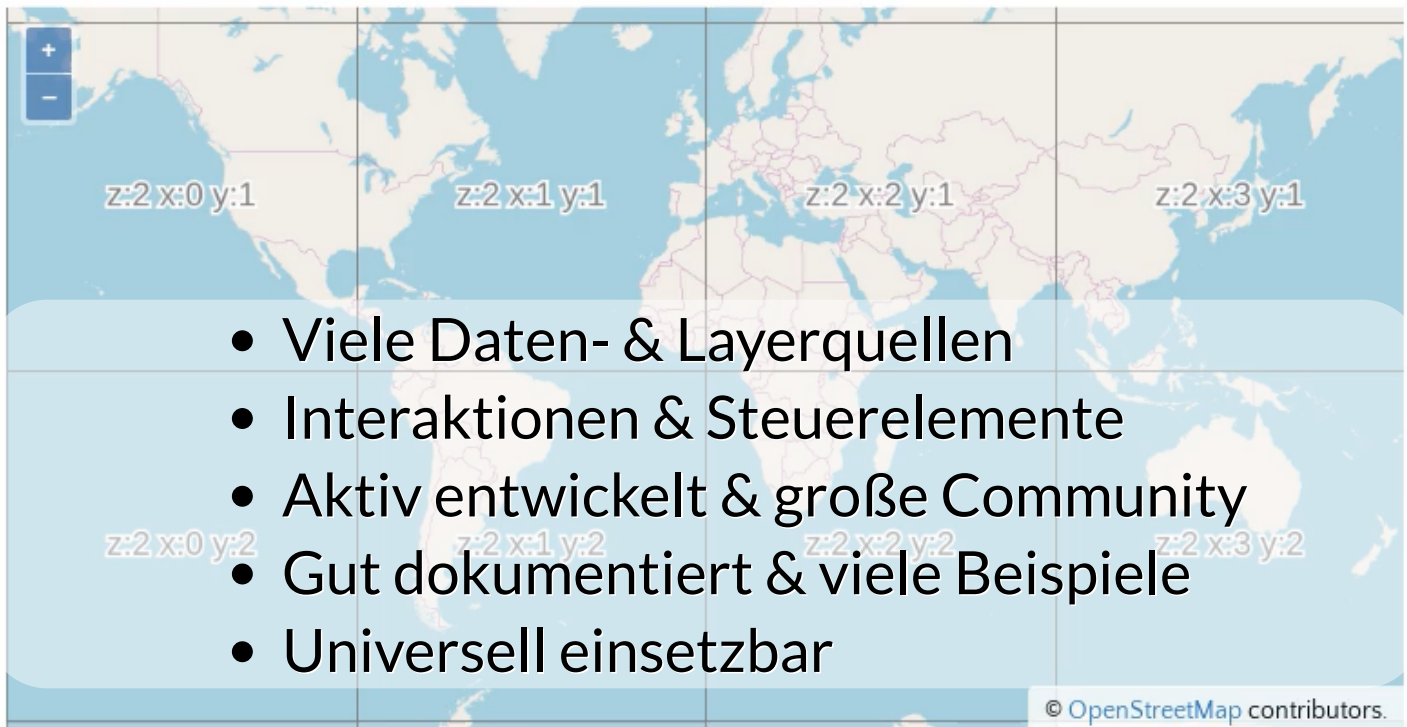 +
−
z:2 x:0 y:1 z:2 x:1 y:1 z:2 x:2 y:1 z:2 x:3 y:1
• Viele Daten- & Layerquellen
• Interaktionen & Steuerelemente
• Aktiv entwickelt & große Community
z:2 x:0 y:2 z:2 x:1 y:2 z:2 x:2 y:2 z:2 x:3 y:2
• Gut dokumentiert & viele Beispiele
• Universell einsetzbar
© OpenStreetMap contributors.